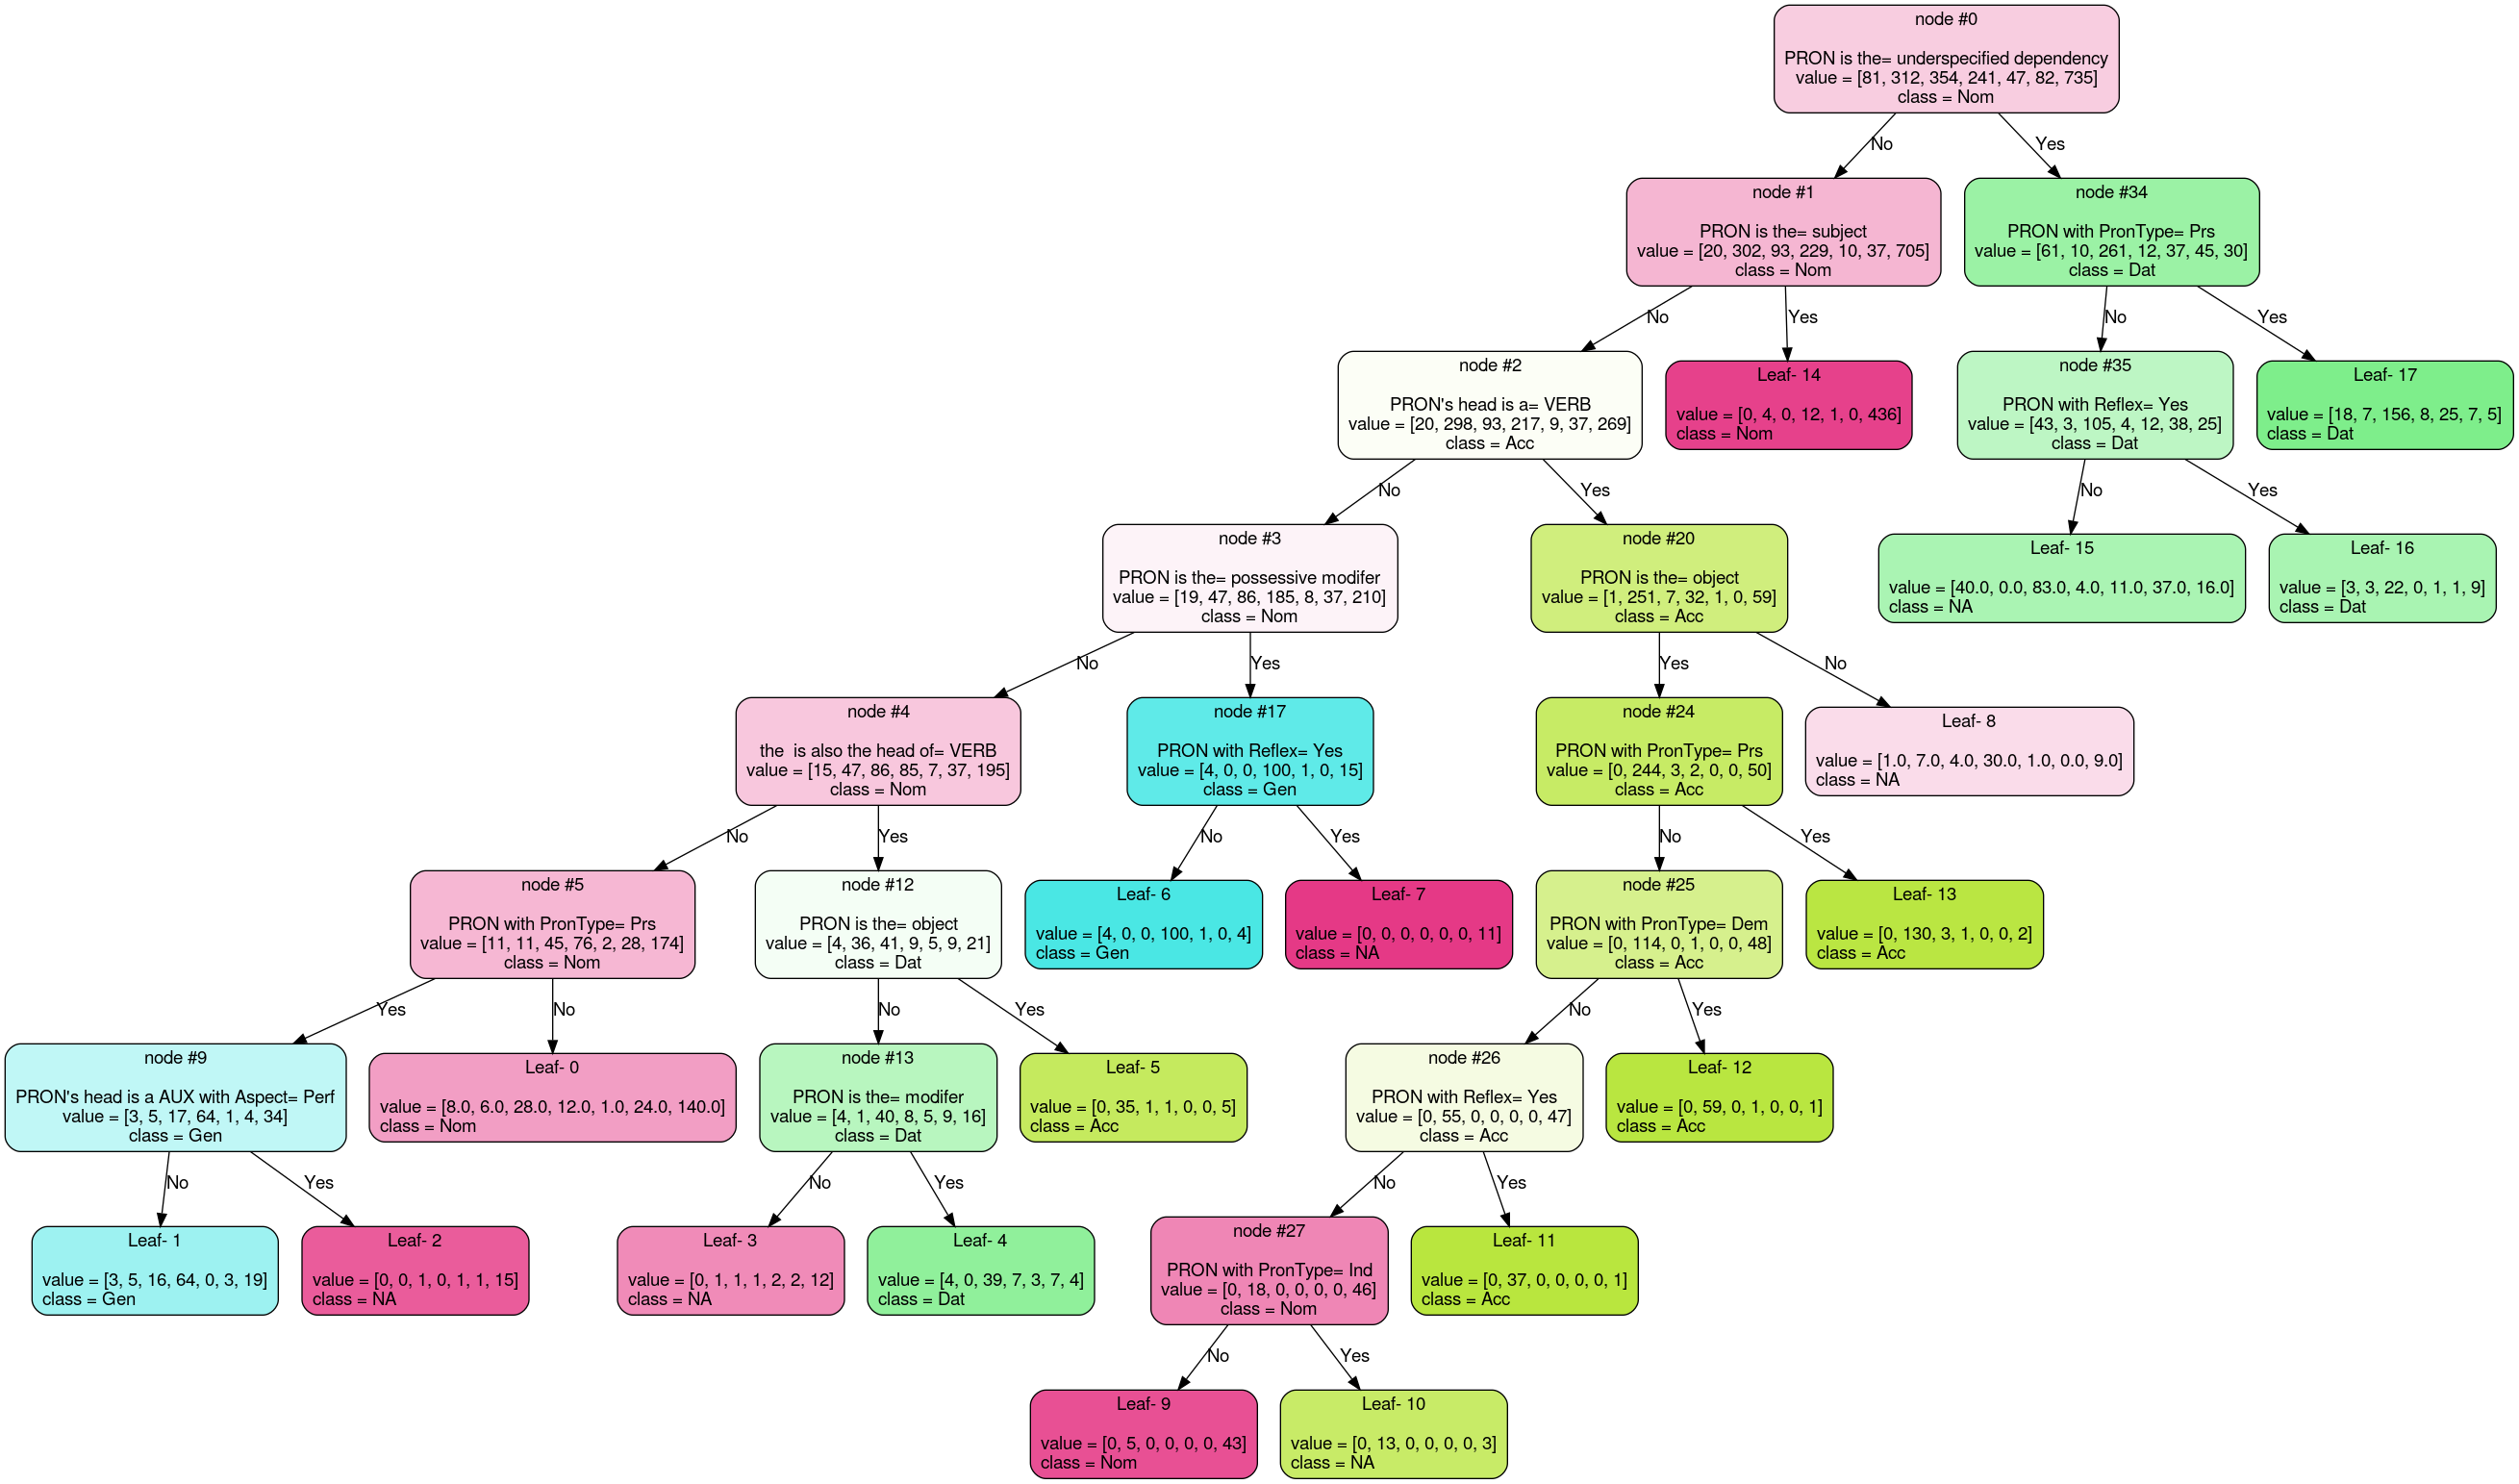 node #0
PRON is the= underspecified dependency
value = [81, 312, 354, 241, 47, 82, 735]
class = Nom
No
Yes
node #1
PRON is the= subject
value = [20, 302, 93, 229, 10, 37, 705]
class = Nom
node #34
PRON with PronType= Prs
value = [61, 10, 261, 12, 37, 45, 30]
class = Dat
No
Yes
No
Yes
node #2
PRON's head is a= VERB
value = [20, 298, 93, 217, 9, 37, 269]
class = Acc
Leaf- 14
value = [0, 4, 0, 12, 1, 0, 436]
class = Nom
node #35
PRON with Reflex= Yes
value = [43, 3, 105, 4, 12, 38, 25]
class = Dat
Leaf- 17
value = [18, 7, 156, 8, 25, 7, 5]
class = Dat
No
Yes
No
Yes
node #3
PRON is the= possessive modifer
value = [19, 47, 86, 185, 8, 37, 210]
class = Nom
node #20
PRON is the= object
value = [1, 251, 7, 32, 1, 0, 59]
class = Acc
Leaf- 15
value = [40.0, 0.0, 83.0, 4.0, 11.0, 37.0, 16.0]
class = NA
Leaf- 16
value = [3, 3, 22, 0, 1, 1, 9]
class = Dat
No
Yes
Yes
No
node #4
the  is also the head of= VERB
value = [15, 47, 86, 85, 7, 37, 195]
class = Nom
node #17
PRON with Reflex= Yes
value = [4, 0, 0, 100, 1, 0, 15]
class = Gen
node #24
PRON with PronType= Prs
value = [0, 244, 3, 2, 0, 0, 50]
class = Acc
Leaf- 8
value = [1.0, 7.0, 4.0, 30.0, 1.0, 0.0, 9.0]
class = NA
No
Yes
No
Yes
No
Yes
node #5
PRON with PronType= Prs
value = [11, 11, 45, 76, 2, 28, 174]
class = Nom
node #12
PRON is the= object
value = [4, 36, 41, 9, 5, 9, 21]
class = Dat
Leaf- 6
value = [4, 0, 0, 100, 1, 0, 4]
class = Gen
Leaf- 7
value = [0, 0, 0, 0, 0, 0, 11]
class = NA
node #25
PRON with PronType= Dem
value = [0, 114, 0, 1, 0, 0, 48]
class = Acc
Leaf- 13
value = [0, 130, 3, 1, 0, 0, 2]
class = Acc
Yes
No
No
Yes
No
Yes
node #9
PRON's head is a AUX with Aspect= Perf
value = [3, 5, 17, 64, 1, 4, 34]
class = Gen
Leaf- 0
value = [8.0, 6.0, 28.0, 12.0, 1.0, 24.0, 140.0]
class = Nom
node #13
PRON is the= modifer
value = [4, 1, 40, 8, 5, 9, 16]
class = Dat
Leaf- 5
value = [0, 35, 1, 1, 0, 0, 5]
class = Acc
node #26
PRON with Reflex= Yes
value = [0, 55, 0, 0, 0, 0, 47]
class = Acc
Leaf- 12
value = [0, 59, 0, 1, 0, 0, 1]
class = Acc
No
Yes
No
Yes
No
Yes
Leaf- 1
value = [3, 5, 16, 64, 0, 3, 19]
class = Gen
Leaf- 2
value = [0, 0, 1, 0, 1, 1, 15]
class = NA
Leaf- 3
value = [0, 1, 1, 1, 2, 2, 12]
class = NA
Leaf- 4
value = [4, 0, 39, 7, 3, 7, 4]
class = Dat
node #27
PRON with PronType= Ind
value = [0, 18, 0, 0, 0, 0, 46]
class = Nom
Leaf- 11
value = [0, 37, 0, 0, 0, 0, 1]
class = Acc
No
Yes
Leaf- 9
value = [0, 5, 0, 0, 0, 0, 43]
class = Nom
Leaf- 10
value = [0, 13, 0, 0, 0, 0, 3]
class = NA